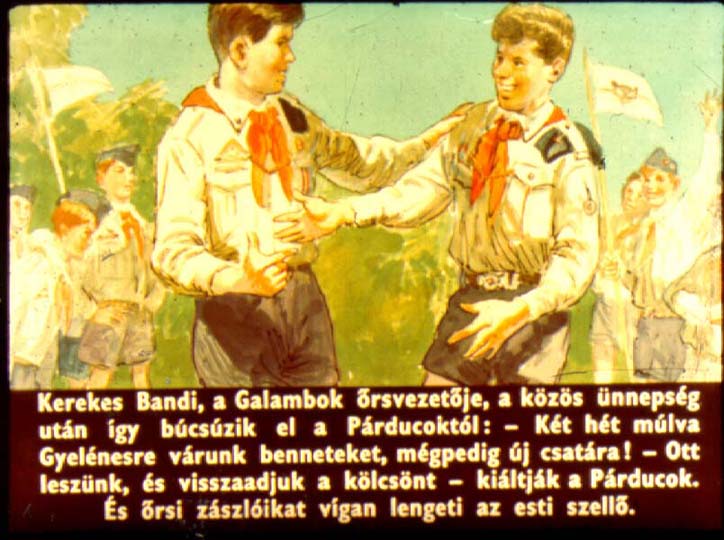 Kerekes Bandi, a Galambok őrsvezetője, a közös ünnepség
után így búcsúzik el a Párducoktól: – Két hét múlva
Gyelénesre várunk benneteket, mégpedig új csatára! – Ott
leszünk, és visszaadjuk a kölcsönt – kiáltják a Párducok.
És őrsi zászlóikat vígan lengeti az esti szellő.